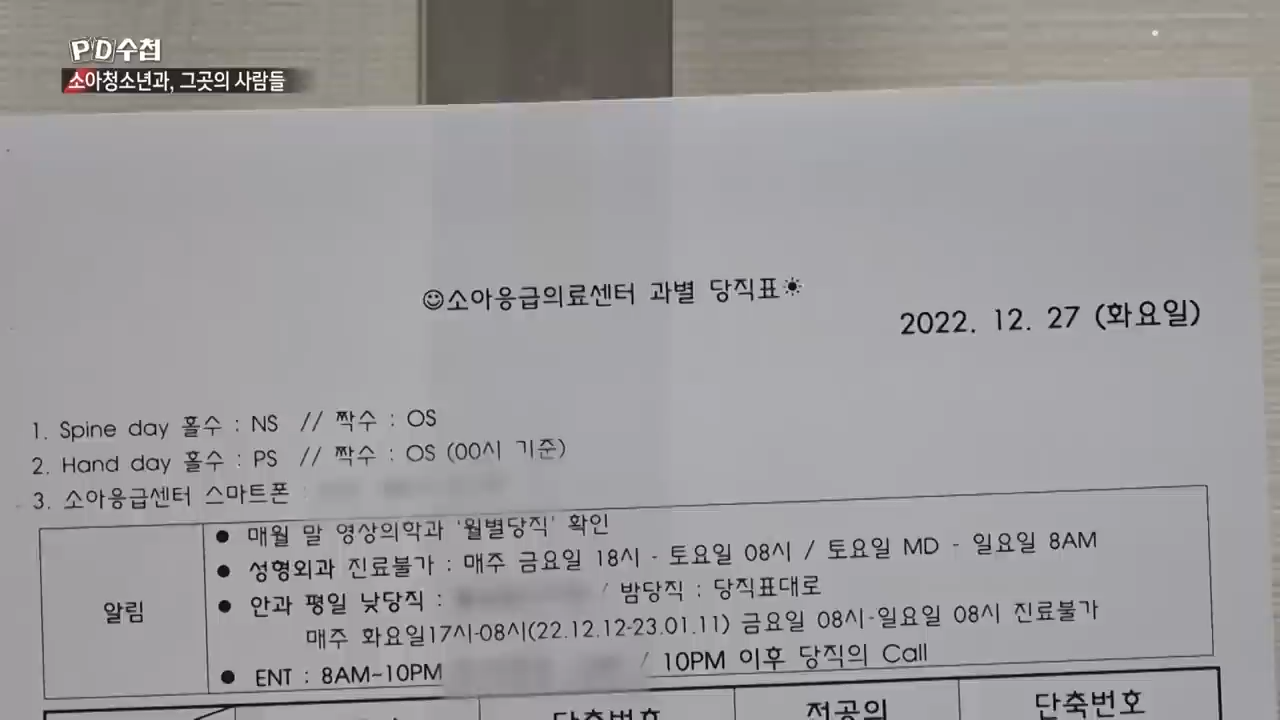 PD수첩
소아청소년과, 그곳의 사람들
☺소아응급의료센터 과별 당직표☀
2022. 12. 27 (화요일)
1. Spine day 홀수 : NS // 짝수 : OS
2. Hand day 홀수 : PS // 짝수 : OS (00시 기준)
3. 소아응급센터 스마트폰
알림
● 매월 말 영상의학과 '월별당직' 확인
● 성형외과 진료불가 : 매주 금요일 18시 - 토요일 08시 / 토요일 MD - 일요일 8AM
● 안과 평일 낮당직 : / 밤당직 : 당직표대로
매주 화요일17시-08시(22.12.12-23.01.11) 금요일 08시-일요일 08시 진료불가
● ENT : 8AM~10PM / 10PM 이후 당직의 Call
단축번호 전공의 단축번호